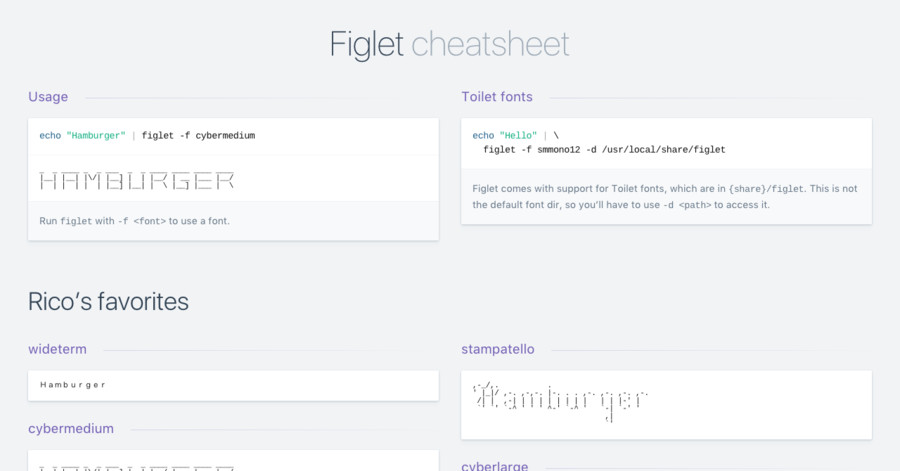 Figlet cheatsheet
Usage
echo "Hamburger" | figlet -f cybermedium
Run figlet with -f <font> to use a font.
Toilet fonts
echo "Hello" | \
figlet -f smmono12 -d /usr/local/share/figlet
Figlet comes with support for Toilet fonts, which are in {share}/figlet. This is not
the default font dir, so you'll have to use -d <path> to access it.
Rico's favorites
wideterm
Hamburger
cybermedium
stampatello
cyberlarge